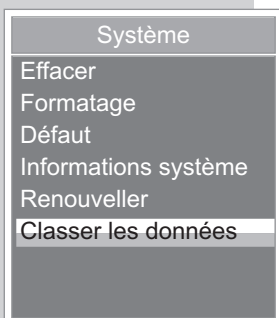 Système
Effacer
Formatage
Défaut
Informations système
Renouveller
Classer les données